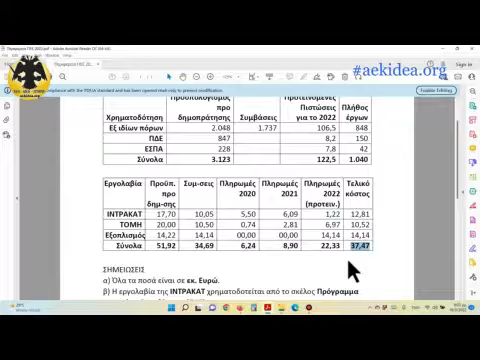 #aekidea.org
Sign In
Enable Editing
Προϋπολογισμός Προτεινόμενες
προ Πιστώσεις Πλήθος
Χρηματοδότηση δημοπράτησης Συμβάσεις για το 2022 έργων
Εξ ιδίων πόρων 2.048 1.737 106,5 848
ΠΔΕ 847 8,2 150
ΕΣΠΑ 228 7,8 42
Σύνολα 3.123 122,5 1.040
Εργολαβία Προϋπ. Συμ-σεις Πληρωμές Πληρωμές Πληρωμές Τελικό
προ 2020 2021 2022 κόστος
δημ-σης (προτειν.)
ΙΝΤΡΑΚΑΤ 17,70 10,05 5,50 6,09 1,22 12,81
ΤΟΜΗ 20,00 10,50 0,74 2,81 6,97 10,52
Εξοπλισμός 14,22 14,14 00,00 00,00 14,14 14,14
Σύνολα 51,92 34,69 6,24 8,90 22,33 37,47
ΣΗΜΕΙΩΣΕΙΣ
α) Όλα τα ποσά είναι σε εκ. Ευρώ.
β) Η εργολαβία της ΙΝΤΡΑΚΑΤ χρηματοδοτείται από το σκέλος Πρόγραμμα